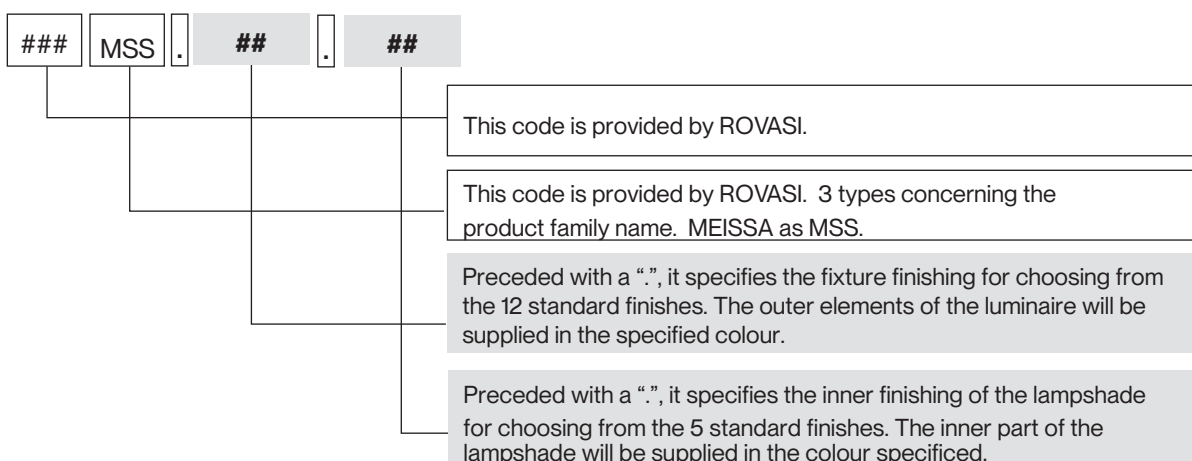 ### MSS . ## . ##
This code is provided by ROVASI.
This code is provided by ROVASI. 3 types concerning the
product family name. MEISSA as MSS.
Preceded with a “.”, it specifies the fixture finishing for choosing from
the 12 standard finishes. The outer elements of the luminaire will be
supplied in the specified colour.
Preceded with a “.”, it specifies the inner finishing of the lampshade
for choosing from the 5 standard finishes. The inner part of the
lampshade will be supplied in the colour specificed.